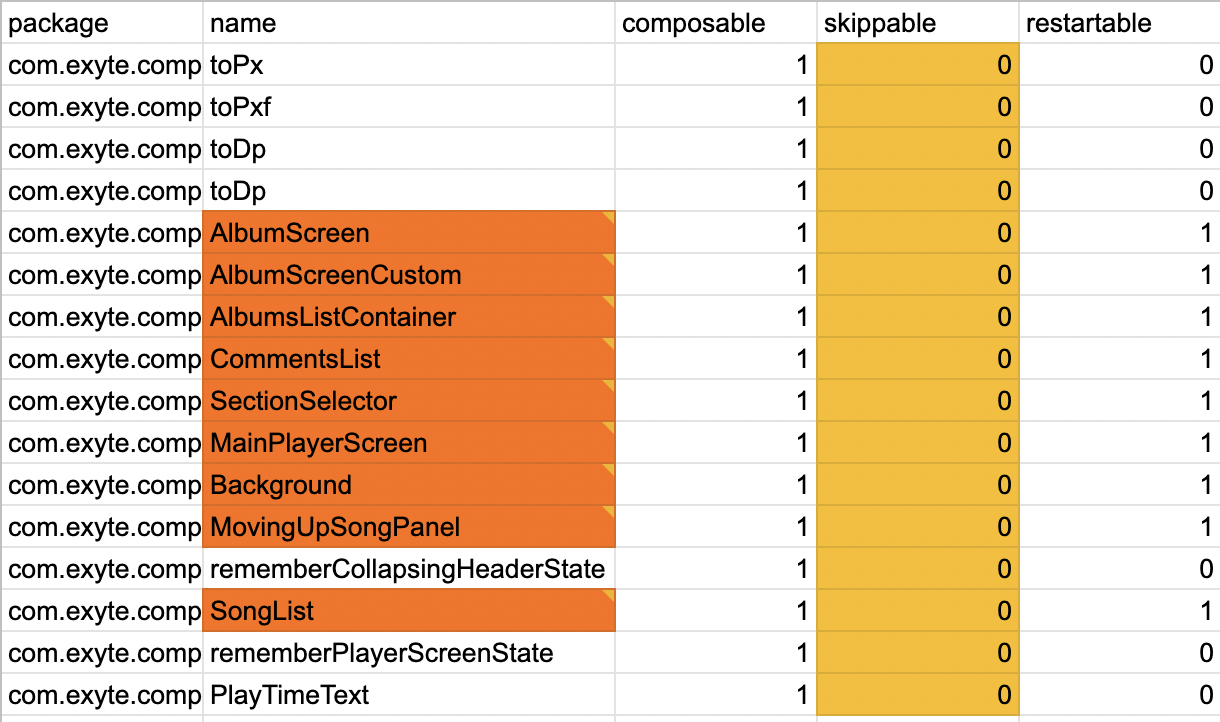 package name composable skippable restartable
com.exyte.comp toPx 1 0 0
com.exyte.comp toPxf 1 0 0
com.exyte.comp toDp 1 0 0
com.exyte.comp toDp 1 0 0
com.exyte.comp AlbumScreen 1 0 1
com.exyte.comp AlbumScreenCustom 1 0 1
com.exyte.comp AlbumsListContainer 1 0 1
com.exyte.comp CommentsList 1 0 1
com.exyte.comp SectionSelector 1 0 1
com.exyte.comp MainPlayerScreen 1 0 1
com.exyte.comp Background 1 0 1
com.exyte.comp MovingUpSongPanel 1 0 1
com.exyte.comp rememberCollapsingHeaderState 1 0 0
com.exyte.comp SongList 1 0 1
com.exyte.comp rememberPlayerScreenState 1 0 0
com.exyte.comp PlayTimeText 1 0 0